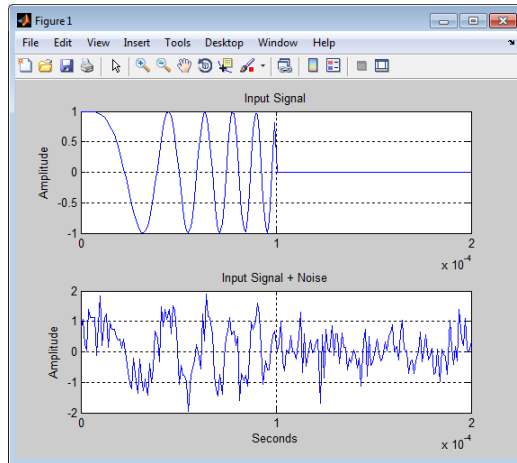 Figure 1
File Edit View Insert Tools Desktop Window Help
Input Signal
1
0.5
0
-0.5
-1
Amplitude
0 1 2
x 10^-4
Input Signal + Noise
2
1
0
-1
-2
Amplitude
0 1 2
Seconds
x 10^-4